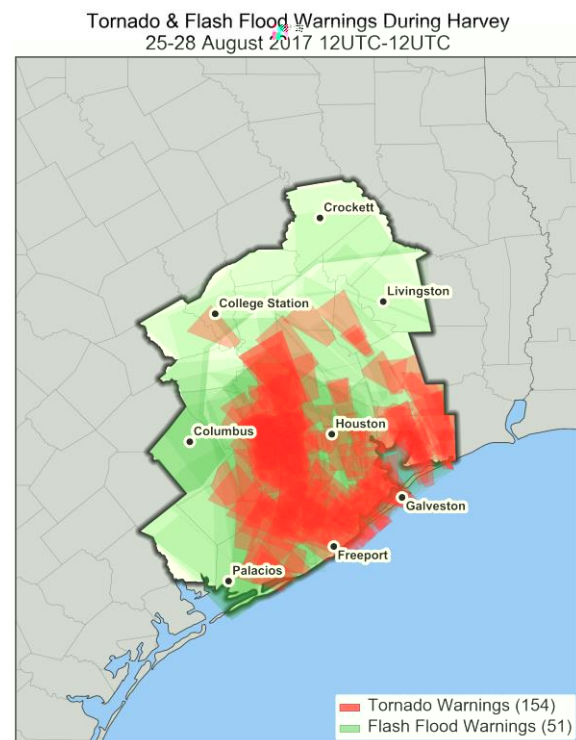 Tornado & Flash Flood Warnings During Harvey
25-28 August 2017 12UTC-12UTC
Crockett
Livingston
College Station
Houston
Columbus
Galveston
Freeport
Palacios
Tornado Warnings (154)
Flash Flood Warnings (51)